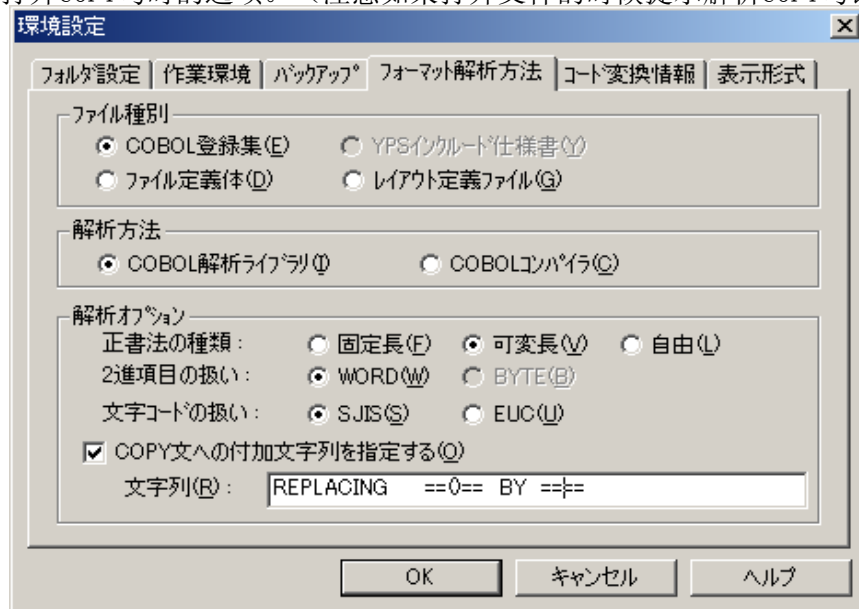 環境設定
フォルダ設定 作業環境 バックアップ フォーマット解析方法 コード変換情報 表示形式
ファイル種別
COBOL登録集(E) YPSインクルード仕様書(Y)
ファイル定義体(D) レイアウト定義ファイル(G)
解析方法
COBOL解析ライブラリ(I) COBOLコンパイラ(C)
解析オプション
正書法の種類： 固定長(F) 可変長(V) 自由(L)
2進項目の扱い： WORD(W) BYTE(B)
文字コードの扱い： SJIS(S) EUC(U)
COPY文への付加文字列を指定する(O)
文字列(R)： REPLACING ==()== BY ====
OK キャンセル ヘルプ